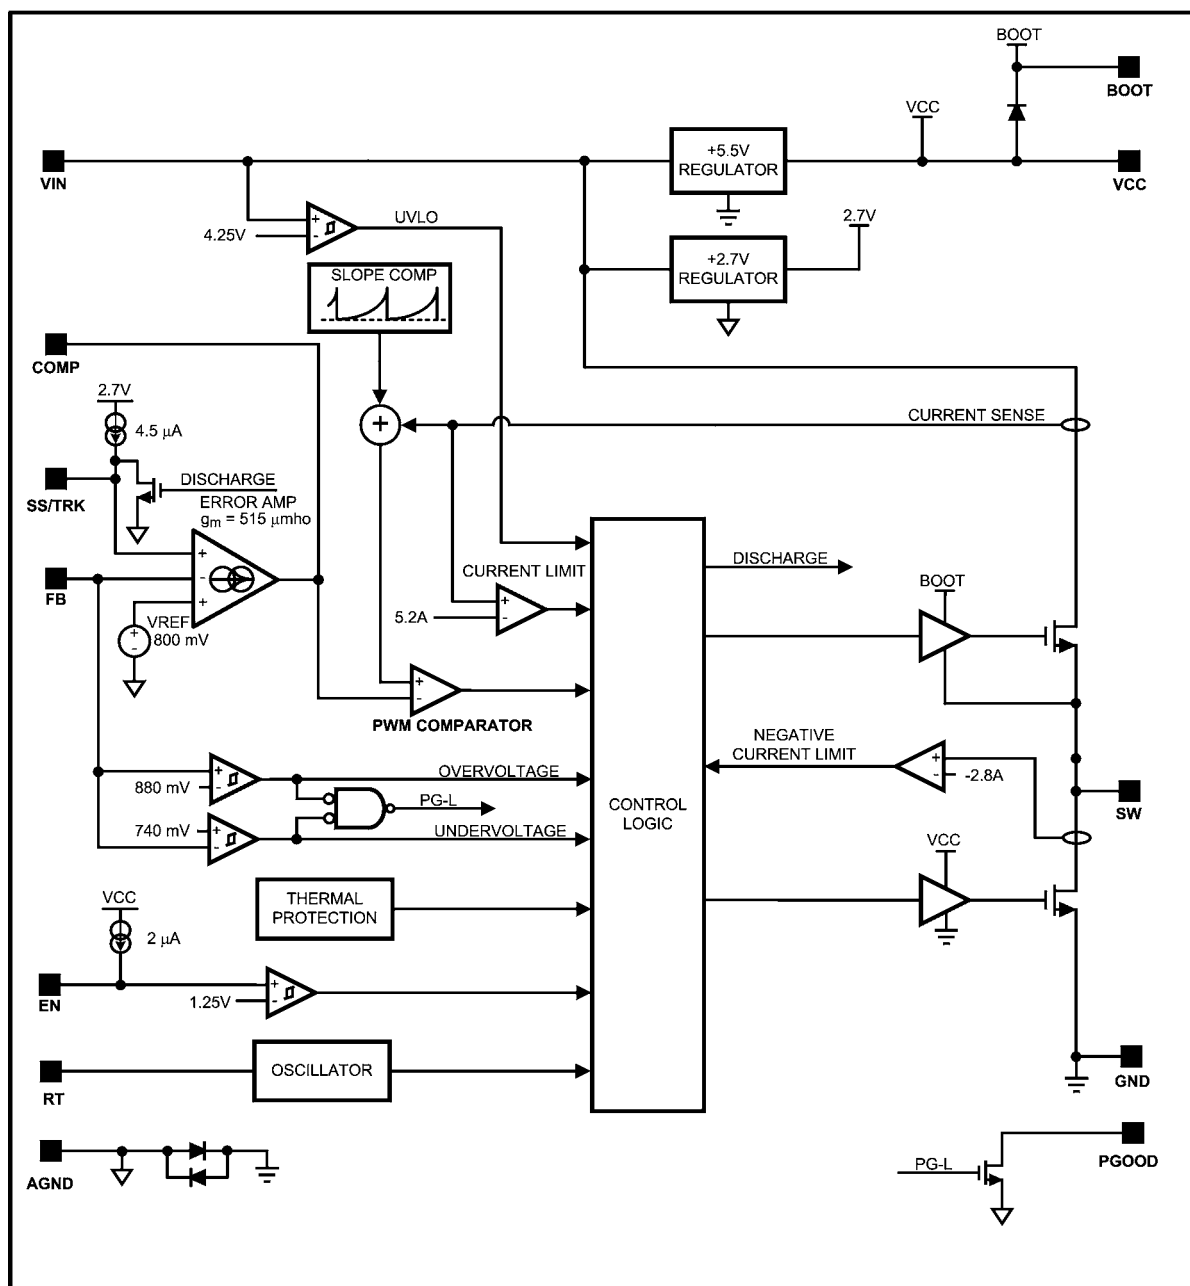 BOOT
BOOT
VCC
VIN
+5.5V
REGULATOR
VCC
+
-
4.25V
UVLO
2.7V
+2.7V
REGULATOR
SLOPE COMP
COMP
2.7V
4.5 µA
+
CURRENT SENSE
SS/TRK
DISCHARGE
ERROR AMP
gm = 515 µmho
+
-
+
FB
VREF
800 mV
+
-
CURRENT LIMIT
5.2A
+
-
DISCHARGE
BOOT
+
-
PWM COMPARATOR
OVERVOLTAGE
880 mV
+
-
PG-L
740 mV
+
-
UNDERVOLTAGE
CONTROL
LOGIC
NEGATIVE
CURRENT LIMIT
+
-
-2.8A
SW
VCC
THERMAL
PROTECTION
VCC
2 µA
EN
1.25V
+
-
RT
OSCILLATOR
GND
AGND
PG-L
PGOOD